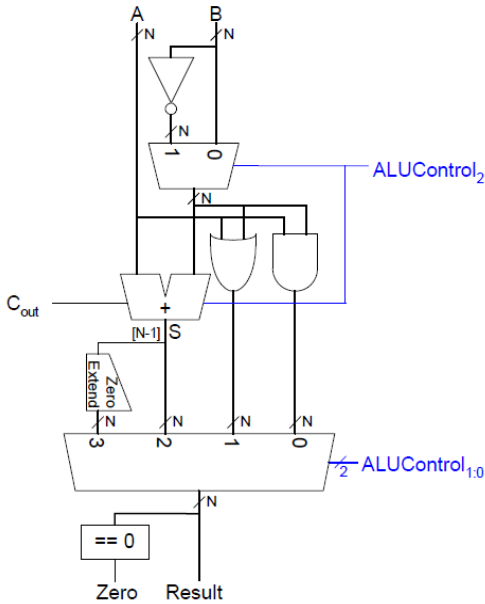 A B
N N
N
1 0
ALUControl2
N
Cout
+
[N-1] S
Zero
Extend
N N N N
3 2 1 0
2 ALUControl1:0
N
== 0
Zero Result